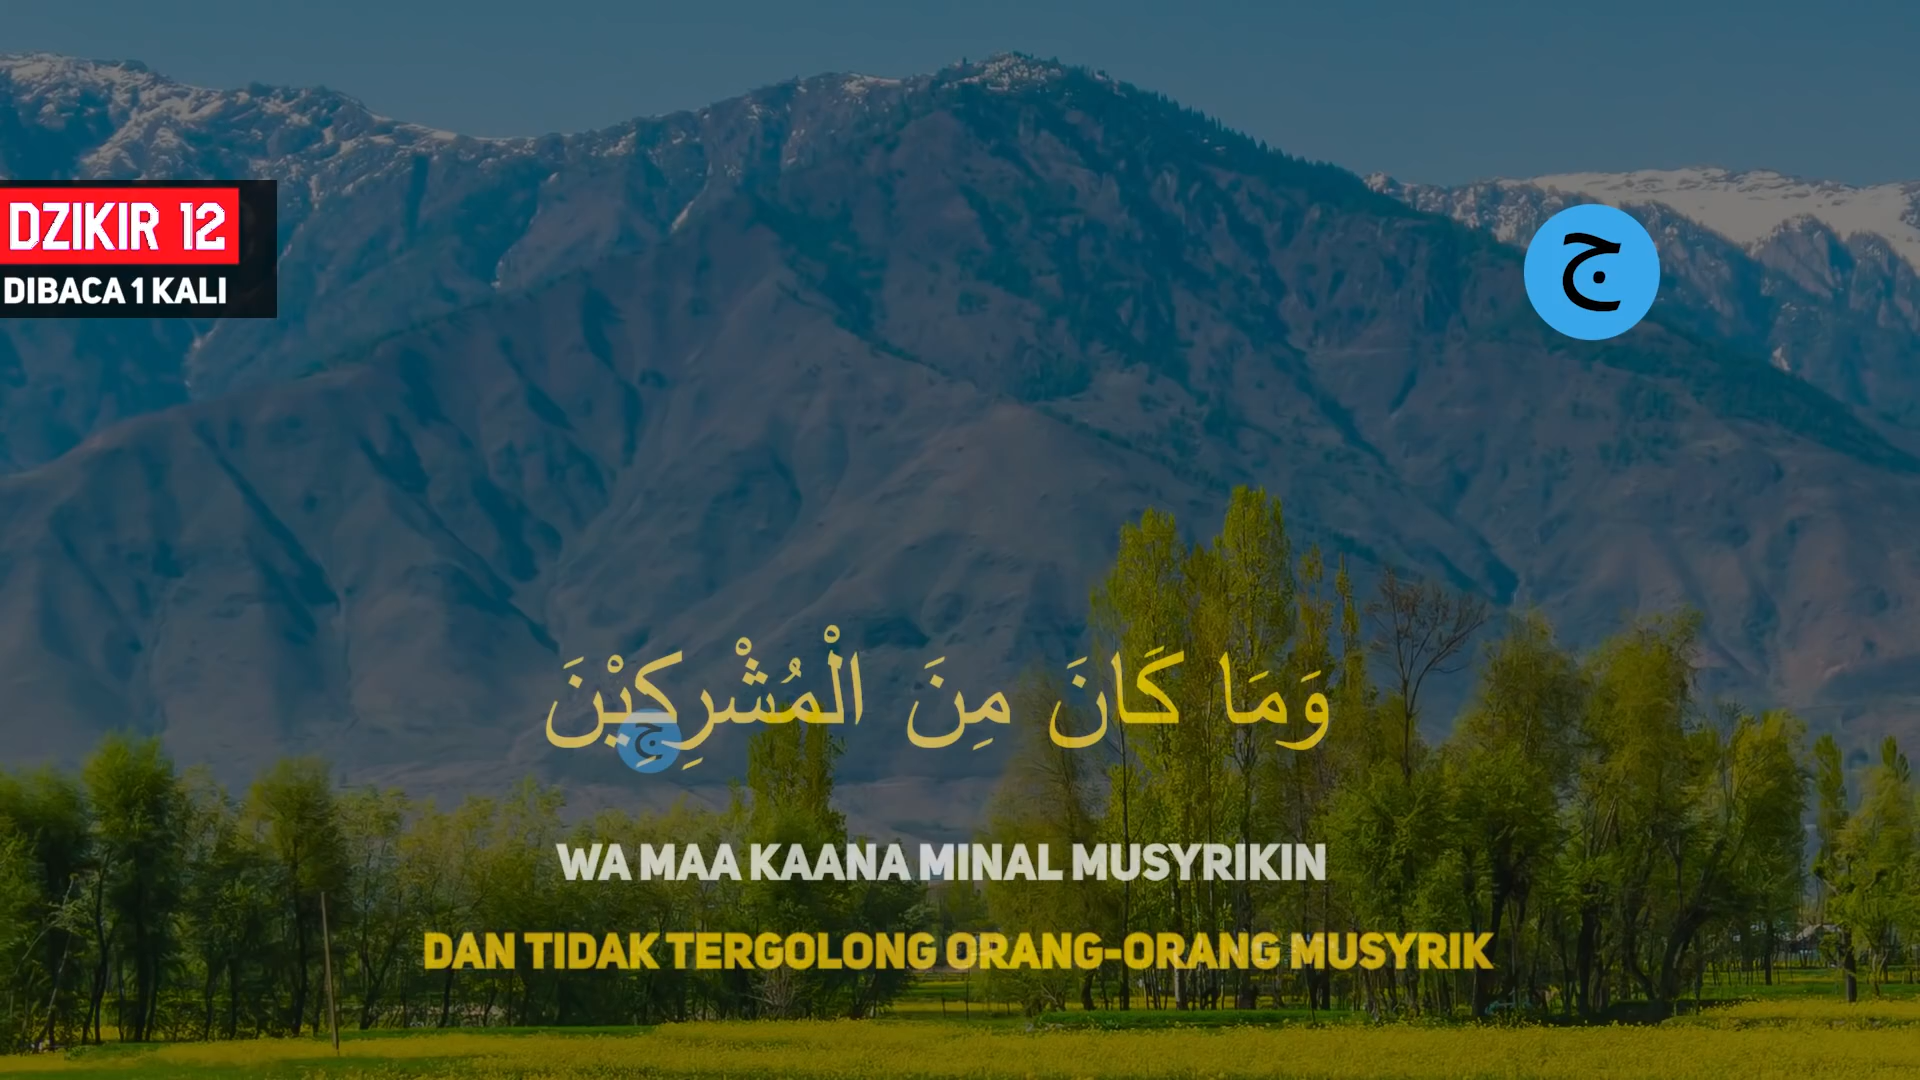 DZIKIR 12
DIBACA 1 KALI
ج
وَمَا كَانَ مِنَ الْمُشْرِكِيْنَ
ج
WA MAA KAANA MINAL MUSYRIKIN
DAN TIDAK TERGOLONG ORANG-ORANG MUSYRIK